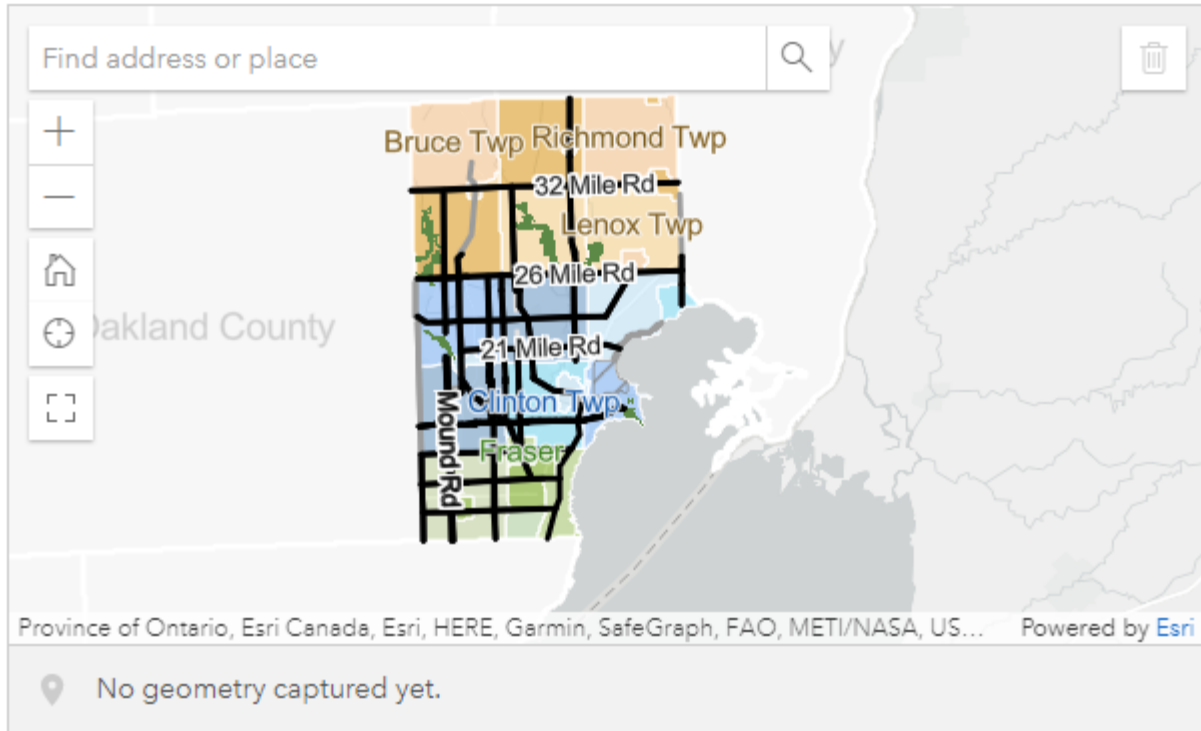 Find address or place
y
Bruce Twp
Richmond Twp
32 Mile Rd
Lenox Twp
26 Mile Rd
akland County
21 Mile Rd
Mound Rd
Clinton Twp
Fraser
H
Province of Ontario, Esri Canada, Esri, HERE, Garmin, SafeGraph, FAO, METI/NASA, US... Powered by Esri
No geometry captured yet.